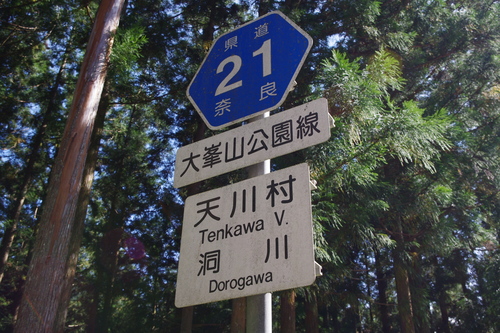 県道
21
奈良
大峯山公園線
天川村
Tenkawa V.
洞川
Dorogawa